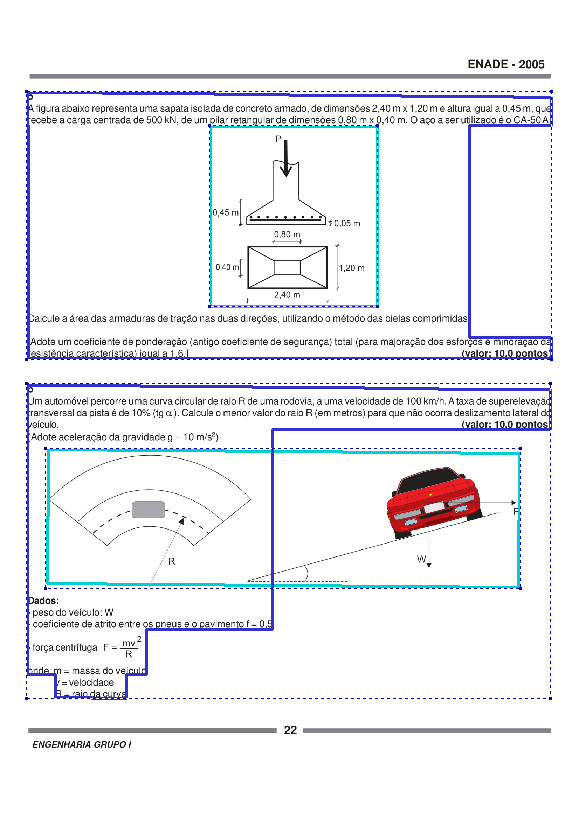 ENADE - 2005
A figura abaixo representa uma sapata isolada de concreto armado, de dimensões 2,40 m x 1,20 m e altura igual a 0,45 m, que
recebe a carga centrada de 500 kN, de um pilar retangular de dimensões 0,80 m x 0,40 m. O aço a ser utilizado é o CA-50 A.
P
0,45 m
0,05 m
0,80 m
0,40 m
1,20 m
2,40 m
Calcule a área das armaduras de tração nas duas direções, utilizando o método das bielas comprimidas.
[Adote um coeficiente de ponderação (antigo coeficiente de segurança) total (para majoração dos esforços e minoração da
resistência característica) igual a 1,6.] (valor: 10,0 pontos)
Um automóvel percorre uma curva circular de raio R de uma rodovia, a uma velocidade de 100 km/h. A taxa de superelevação
transversal da pista é de 10% (tg α). Calcule o menor valor do raio R (em metros) para que não ocorra deslizamento lateral do
veículo. (valor: 10,0 pontos)
(Adote aceleração da gravidade g = 10 m/s²)
R
F
W
Dados:
- peso do veículo: W
- coeficiente de atrito entre os pneus e o pavimento f = 0,5
- força centrífuga F = mv² / R
onde m = massa do veículo
v = velocidade
R = raio da curva
22
ENGENHARIA GRUPO I